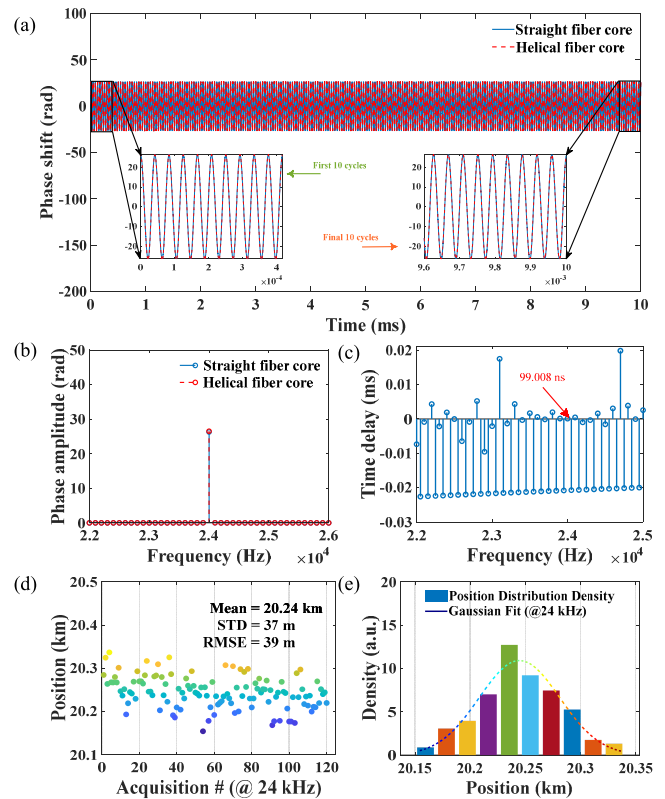 (a)
Straight fiber core
Helical fiber core
Phase shift (rad)
100
50
0
-50
-100
-150
-200
20
10
0
-10
-20
0 1 2 3 4
×10⁻⁴
First 10 cycles
Final 10 cycles
20
10
0
-10
-20
9.6 9.7 9.8 9.9 10
×10⁻³
0 1 2 3 4 5 6 7 8 9 10
Time (ms)
(b)
Straight fiber core
Helical fiber core
Phase amplitude (rad)
50
40
30
20
10
0
2.2 2.3 2.4 2.5 2.6
Frequency (Hz) ×10⁴
(c)
99.008 ns
Time delay (ms)
0.02
0.01
0
-0.01
-0.02
-0.03
2.2 2.3 2.4 2.5
Frequency (Hz) ×10⁴
(d)
Mean = 20.24 km
STD = 37 m
RMSE = 39 m
Position (km)
20.5
20.4
20.3
20.2
20.1
0 20 40 60 80 100 120
Acquisition # (@ 24 kHz)
(e)
Position Distribution Density
Gaussian Fit (@24 kHz)
Density (a.u.)
20
15
10
5
0
20.15 20.2 20.25 20.3 20.35
Position (km)